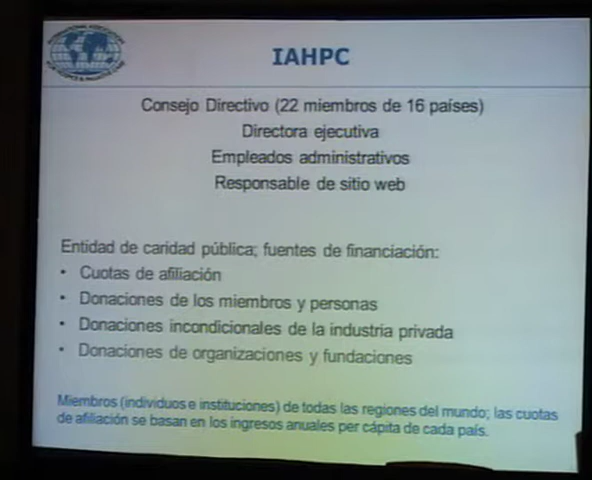 IAHPC
Consejo Directivo (22 miembros de 16 países)
Directora ejecutiva
Empleados administrativos
Responsable de sitio web
Entidad de caridad pública; fuentes de financiación:
• Cuotas de afiliación
• Donaciones de los miembros y personas
• Donaciones incondicionales de la industria privada
• Donaciones de organizaciones y fundaciones
Miembros (individuos e instituciones) de todas las regiones del mundo; las cuotas
de afiliación se basan en los ingresos anuales per cápita de cada país.